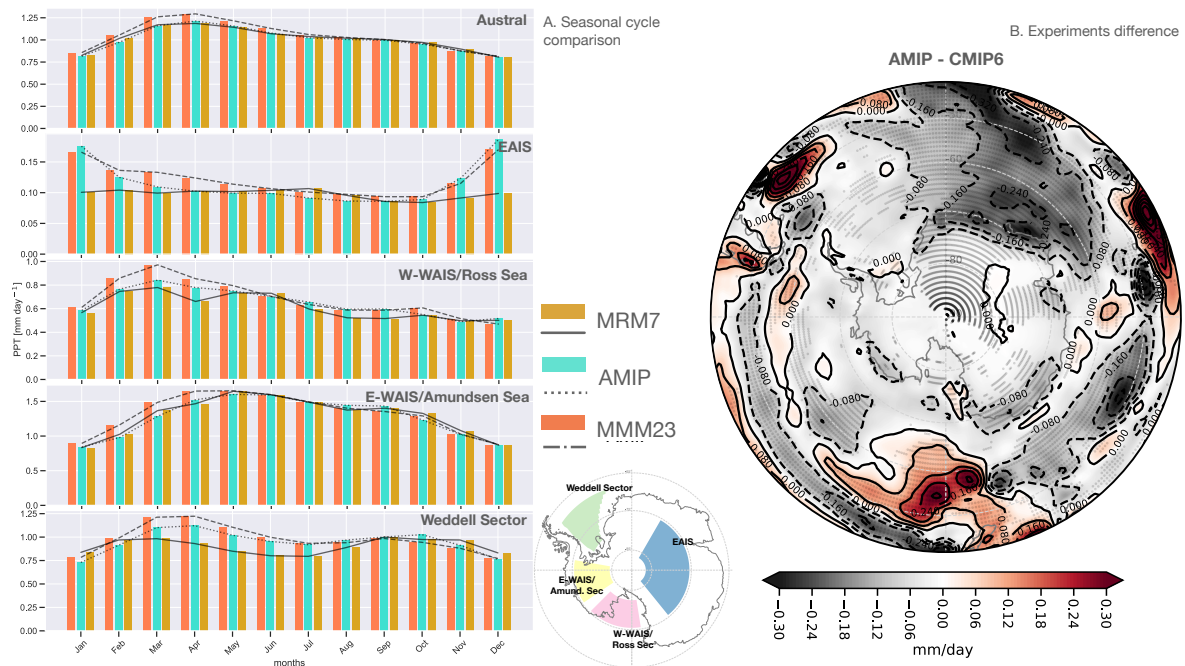 Austral
A. Seasonal cycle
comparison
B. Experiments difference
AMIP - CMIP6
1.25
1.00
0.75
0.50
0.25
0.00
EAIS
0.15
0.10
0.05
0.00
W-WAIS/Ross Sea
1.0
0.8
0.6
0.4
0.2
0.0
PPT [mm day−1]
E-WAIS/Amundsen Sea
1.5
1.0
0.5
0.0
Weddell Sector
1.25
1.00
0.75
0.50
0.25
0.00
Jan Feb Mar Apr May Jun Jul Aug Sep Oct Nov Dec
months
MRM7
AMIP
MMM23
Weddell Sector
EAIS
E-WAIS/
Amund. Sec
W-WAIS/
Ross Sec
−0.30 −0.24 −0.18 −0.12 −0.06 0.00 0.06 0.12 0.18 0.24 0.30
mm/day